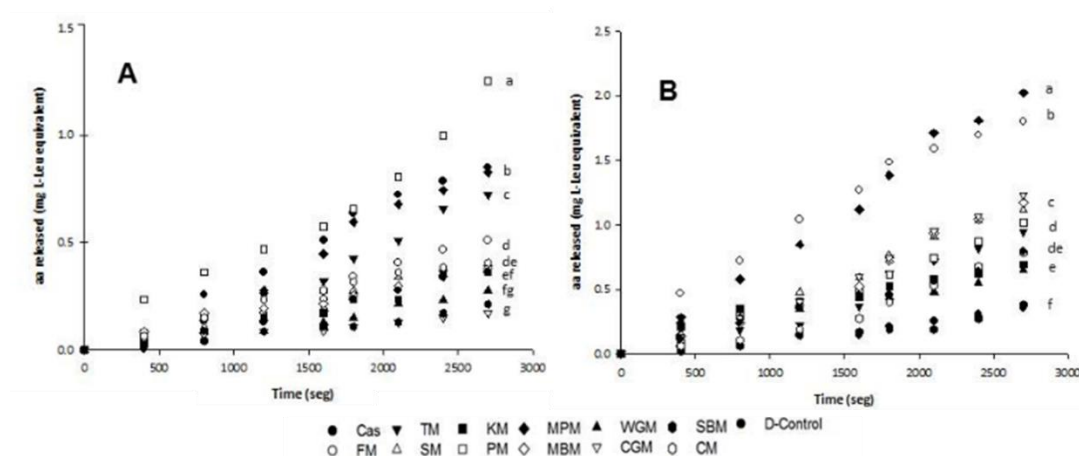 A
aa released (mg L-Leu equivalent)
1.5
1.0
0.5
0.0
0
500
1000
1500
2000
2500
3000
Time (seg)
a
b
c
d
de
ef
fg
g
B
aa released (mg L-Leu equivalent)
2.5
2.0
1.5
1.0
0.5
0.0
0
500
1000
1500
2000
2500
3000
Time (seg)
a
b
c
d
de
e
f
Cas TM KM MPM WGM SBM D-Control
FM SM PM MBM CGM CM